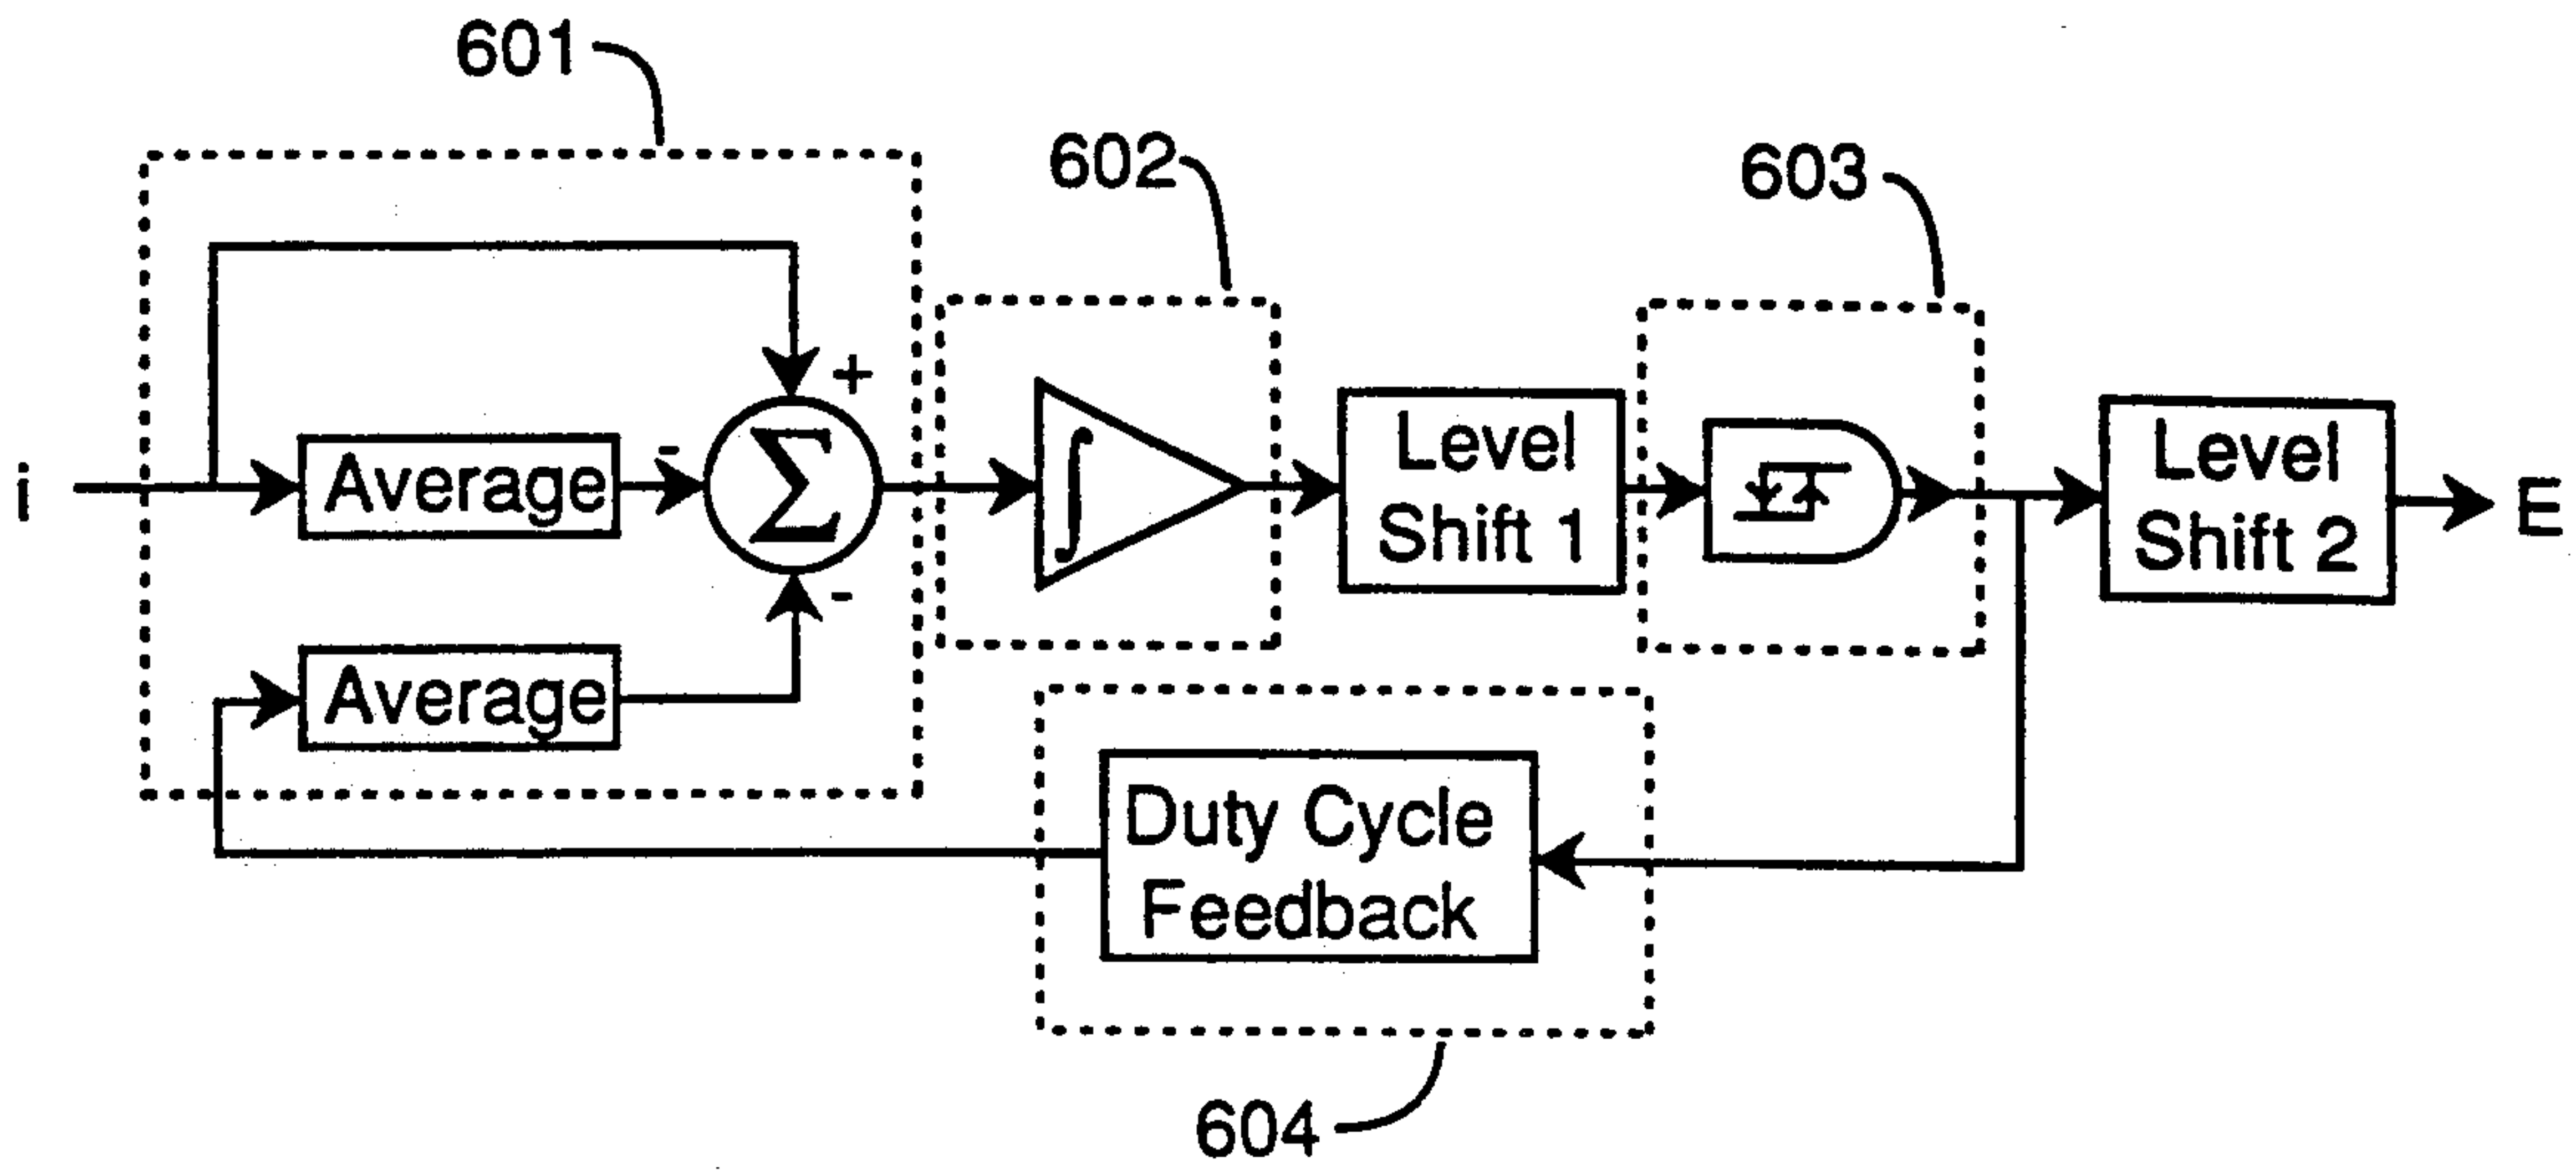 601
602
603
+
i
Average
-
Σ
∫
Level
Shift 1
Level
Shift 2
E
-
Average
Duty Cycle
Feedback
604